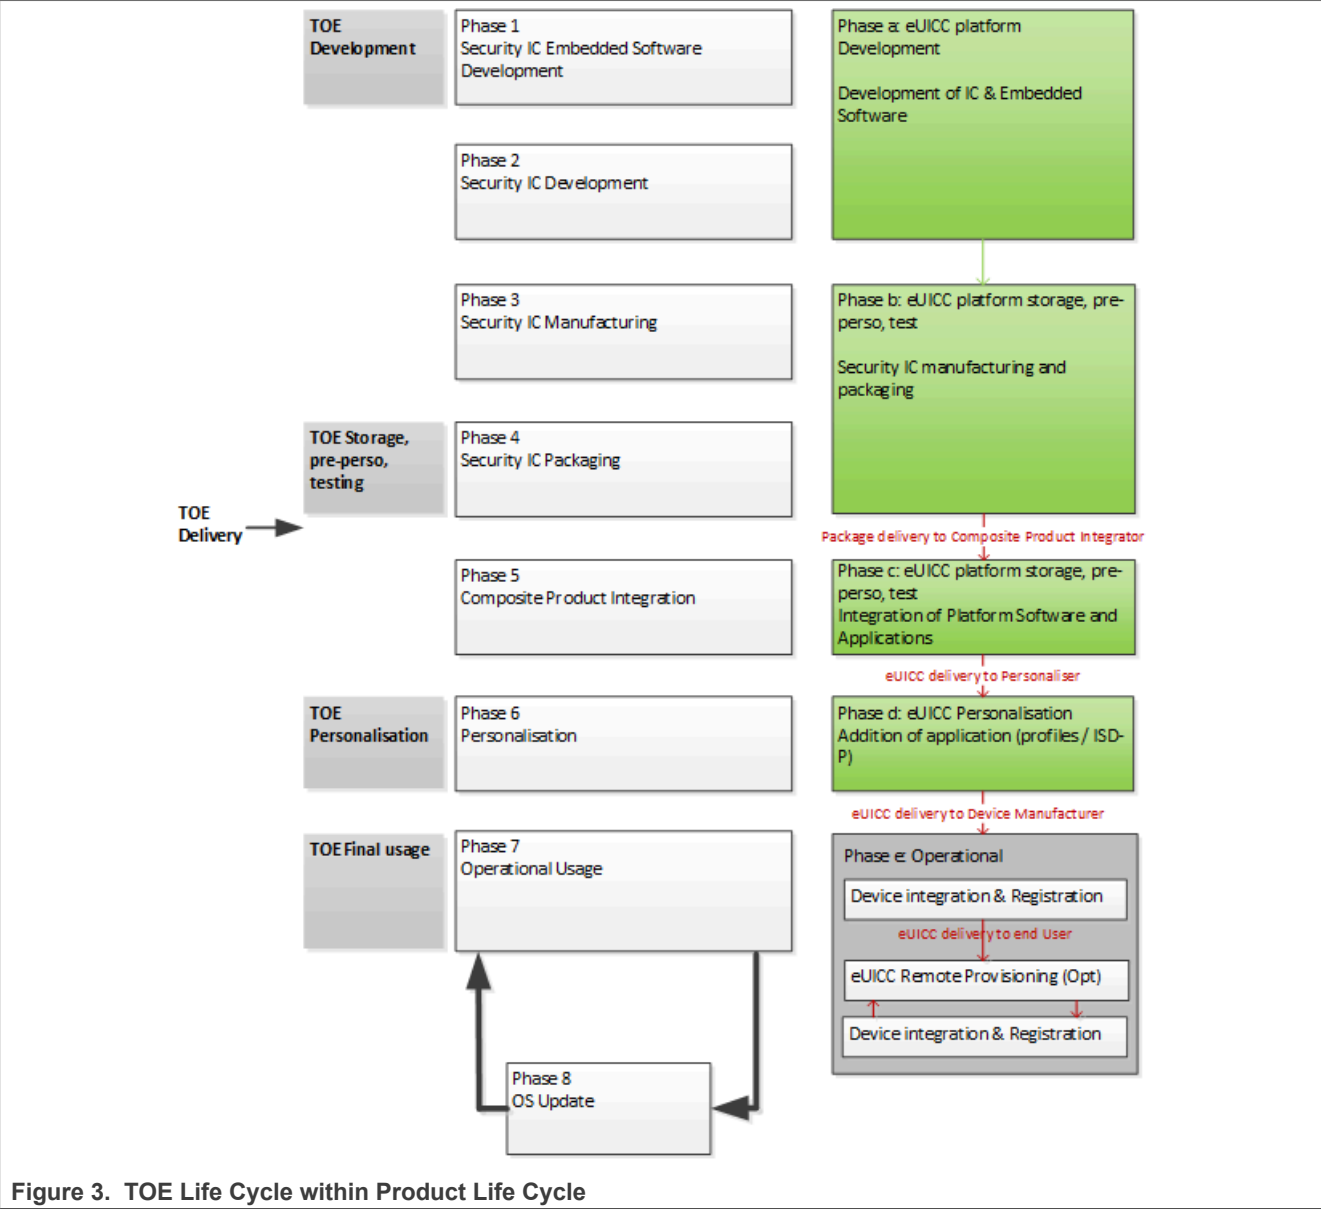 TOE
Development
Phase 1
Security IC Embedded Software
Development
Phase a: eUICC platform
Development
Development of IC & Embedded
Software
Phase 2
Security IC Development
Phase 3
Security IC Manufacturing
Phase b: eUICC platform storage, pre-
perso, test
Security IC manufacturing and
packaging
TOE Storage,
pre-perso,
testing
Phase 4
Security IC Packaging
TOE
Delivery
Package delivery to Composite Product Integrator
Phase 5
Composite Product Integration
Phase c: eUICC platform storage, pre-
perso, test
Integration of Platform Software and
Applications
eUICC delivery to Personaliser
TOE
Personalisation
Phase 6
Personalisation
Phase d: eUICC Personalisation
Addition of application (profiles / ISD-
P)
eUICC delivery to Device Manufacturer
TOE Final usage
Phase 7
Operational Usage
Phase e: Operational
Device integration & Registration
eUICC delivery to end User
eUICC Remote Provisioning (Opt)
Device integration & Registration
Phase 8
OS Update
Figure 3. TOE Life Cycle within Product Life Cycle